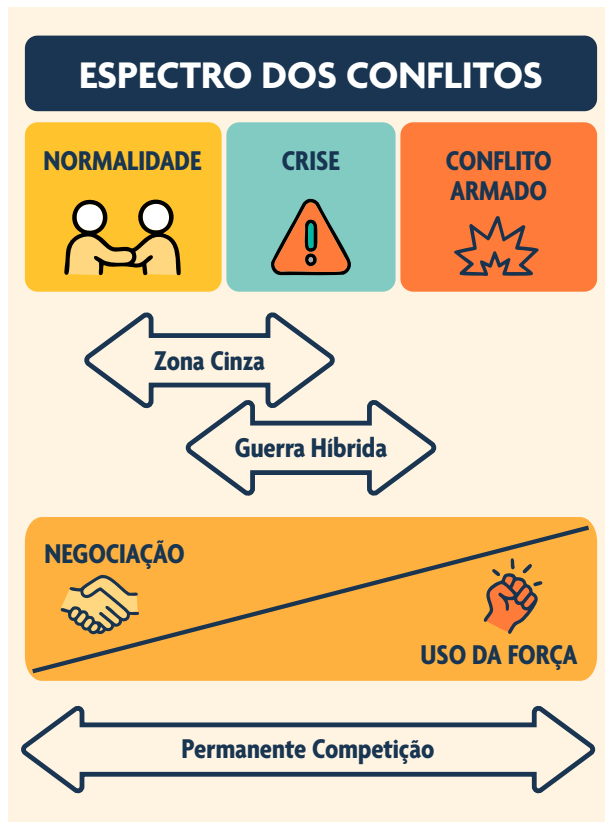 ESPECTRO DOS CONFLITOS
NORMALIDADE
CRISE
CONFLITO
ARMADO
Zona Cinza
Guerra Híbrida
NEGOCIAÇÃO
USO DA FORÇA
Permanente Competição